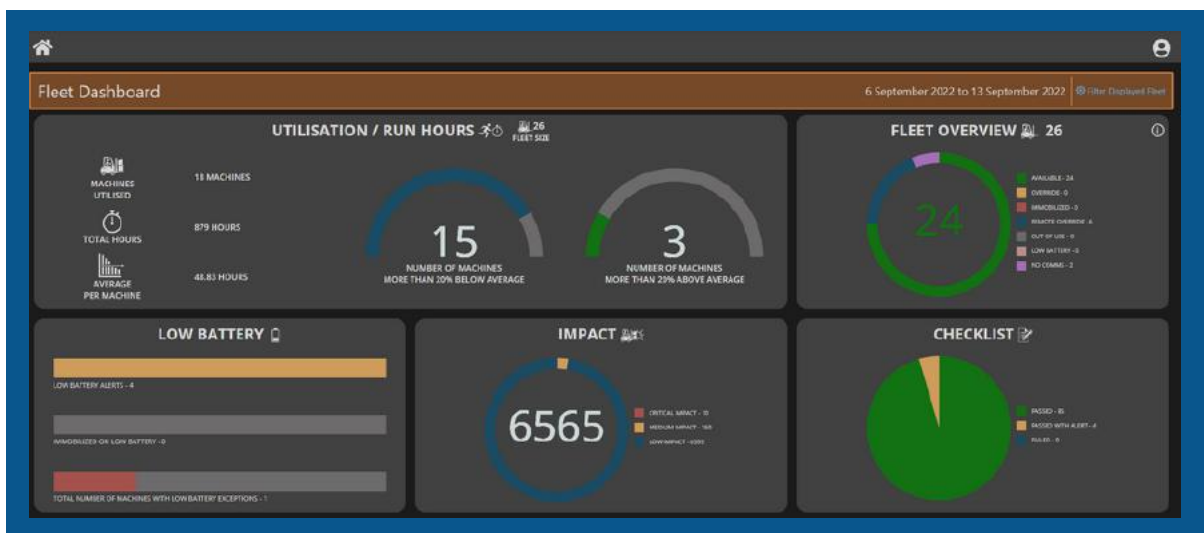 Fleet Dashboard
6 September 2022 to 13 September 2022
Filter Displayed Fleet
UTILISATION / RUN HOURS
26
FLEET SIZE
MACHINES
UTILISED
18 MACHINES
TOTAL HOURS
879 HOURS
AVERAGE
PER MACHINE
48.83 HOURS
15
NUMBER OF MACHINES
MORE THAN 20% BELOW AVERAGE
3
NUMBER OF MACHINES
MORE THAN 20% ABOVE AVERAGE
FLEET OVERVIEW 26
24
AVAILABLE - 24
OVERRIDE - 0
IMMOBILIZED - 0
REMOTE OVERRIDE - 6
OUT OF USE - 0
LOW BATTERY - 0
NO COMMS - 2
LOW BATTERY
LOW BATTERY ALERTS - 4
IMMOBILIZED ON LOW BATTERY - 0
TOTAL NUMBER OF MACHINES WITH LOW BATTERY EXCEPTIONS - 1
IMPACT
6565
CRITICAL IMPACT - 
MEDIUM IMPACT - 
LOW IMPACT - 
CHECKLIST
PASSED - 
PASSED WITH ALERT - 4
FAILED - 0